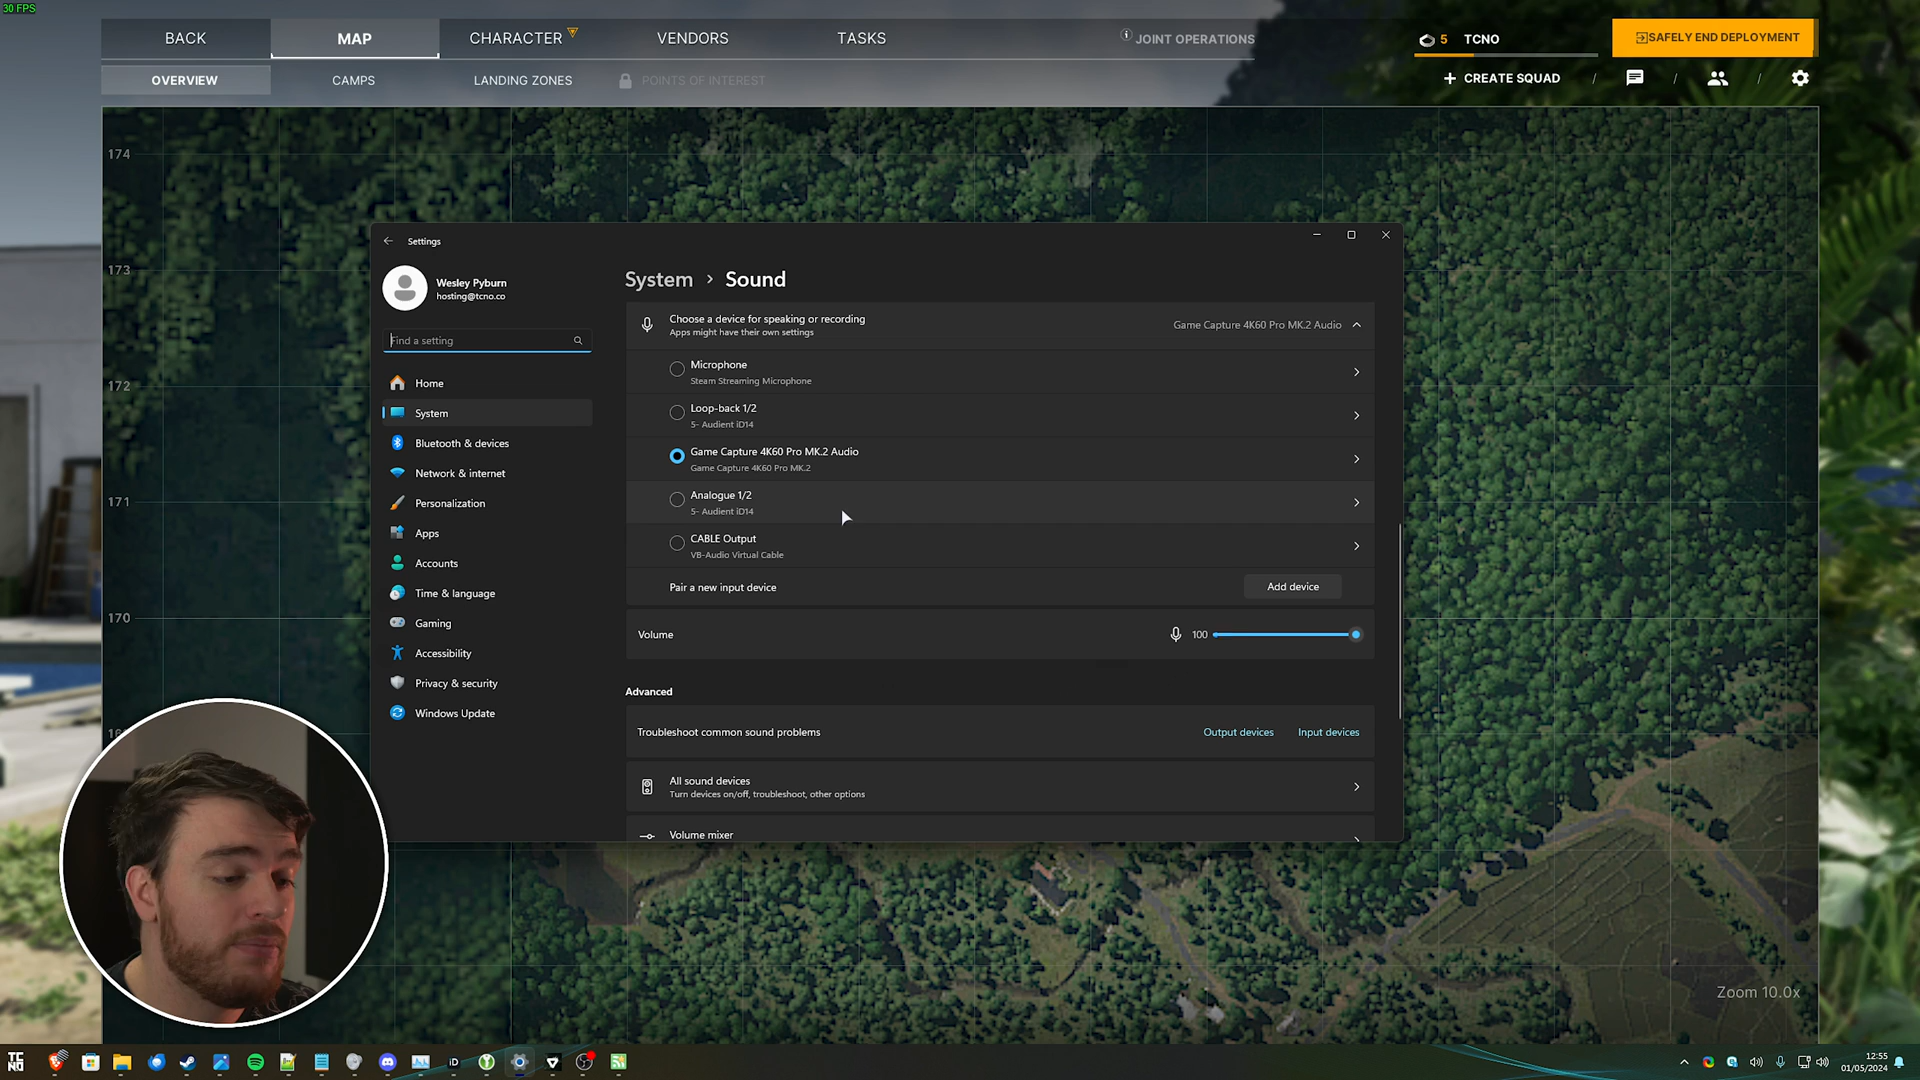 30 FPS
BACK
MAP
CHARACTER
VENDORS
TASKS
JOINT OPERATIONS
5 TCNO
SAFELY END DEPLOYMENT
OVERVIEW
CAMPS
LANDING ZONES
POINTS OF INTEREST
+ CREATE SQUAD
/
/
/
174
173
172
171
170
Settings
Wesley Pyburn
hosting@tcno.co
Find a setting
Home
System
Bluetooth & devices
Network & internet
Personalization
Apps
Accounts
Time & language
Gaming
Accessibility
Privacy & security
Windows Update
System > Sound
Choose a device for speaking or recording
Apps might have their own settings
Game Capture 4K60 Pro MK.2 Audio
Microphone
Steam Streaming Microphone
Loop-back 1/2
5- Audient iD14
Game Capture 4K60 Pro MK.2 Audio
Game Capture 4K60 Pro MK.2
Analogue 1/2
5- Audient iD14
CABLE Output
VB-Audio Virtual Cable
Pair a new input device
Add device
Volume
100
Advanced
Troubleshoot common sound problems
Output devices
Input devices
All sound devices
Turn devices on/off, troubleshoot, other options
Volume mixer
Zoom 10.0x
TC
NO
iD
12:55
01/05/2024